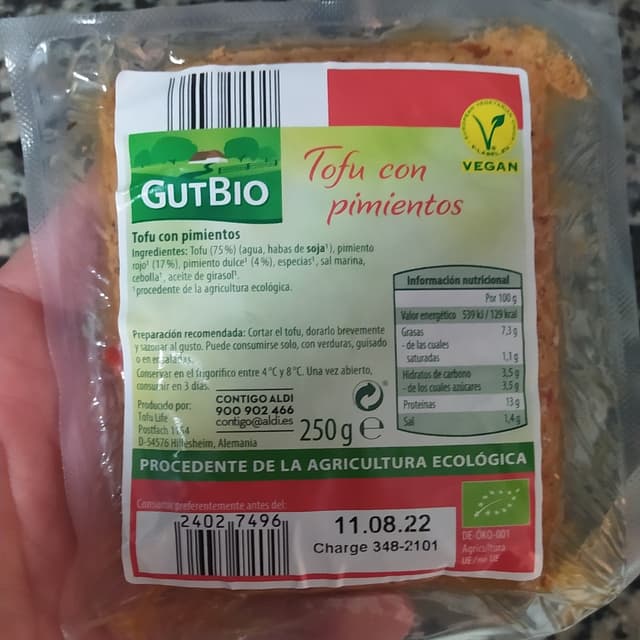 EUROPEAN VEGETARIAN
V-LABEL.EU
VEGAN
GUTBIO
Tofu con
pimientos
Tofu con pimientos
Ingredientes: Tofu (75%) (agua, habas de soja¹), pimiento
rojo¹ (17%), pimiento dulce¹ (4%), especias¹, sal marina,
cebolla¹, aceite de girasol¹.
¹procedente de la agricultura ecológica.
Preparación recomendada: Cortar el tofu, dorarlo brevemente
y sazonar al gusto. Puede consumirse solo, con verduras, guisado
o en ensaladas.
Conservar en el frigorífico entre 4°C y 8°C. Una vez abierto,
consumir en 3 días.
Producido por:
Tofu Life
Postfach 1154
D-54576 Hillesheim, Alemania
CONTIGO ALDI
900 902 466
contigo@aldi.es
250 g e
Información nutricional
Por 100 g
Valor energético 539 kJ / 129 kcal
Grasas 7,3 g
- de las cuales
saturadas 1,1 g
Hidratos de carbono 3,5 g
- de los cuales azúcares 3,5 g
Proteínas 13 g
Sal 1,4 g
PROCEDENTE DE LA AGRICULTURA ECOLÓGICA
Consumir preferentemente antes del:
2402 7496
11.08.22
Charge 348-2101
DE-ÖKO-001
Agricultura
UE/no UE